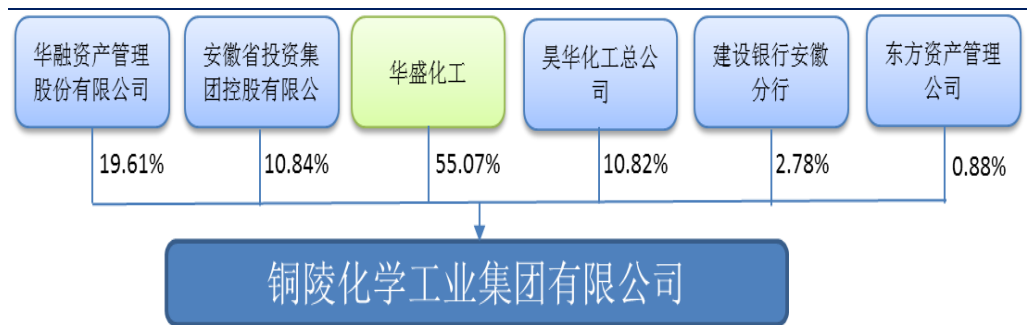 华融资产管理
股份有限公司
安徽省投资集
团控股有限公
华盛化工
昊华化工总公
司
建设银行安徽
分行
东方资产管理
公司
19.61%
10.84%
55.07%
10.82%
2.78%
0.88%
铜陵化学工业集团有限公司